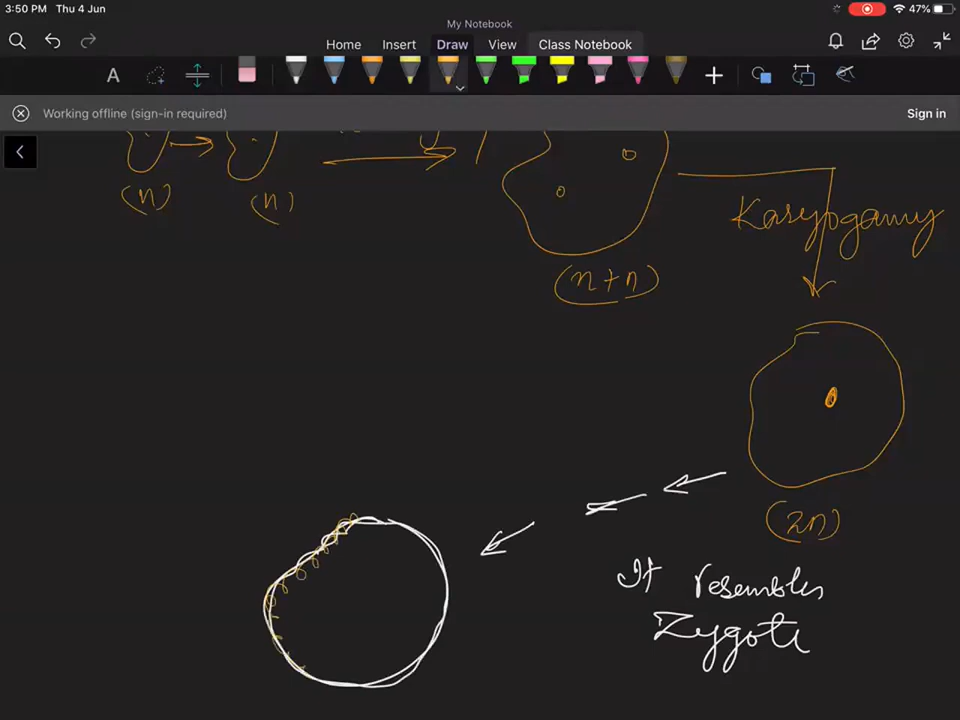 3:50 PM Thu 4 Jun
47%
My Notebook
Home Insert Draw View Class Notebook
A
Working offline (sign-in required) Sign in
(n) (n)
Karyogamy
(n+n)
(2n)
It resembles
Zygote